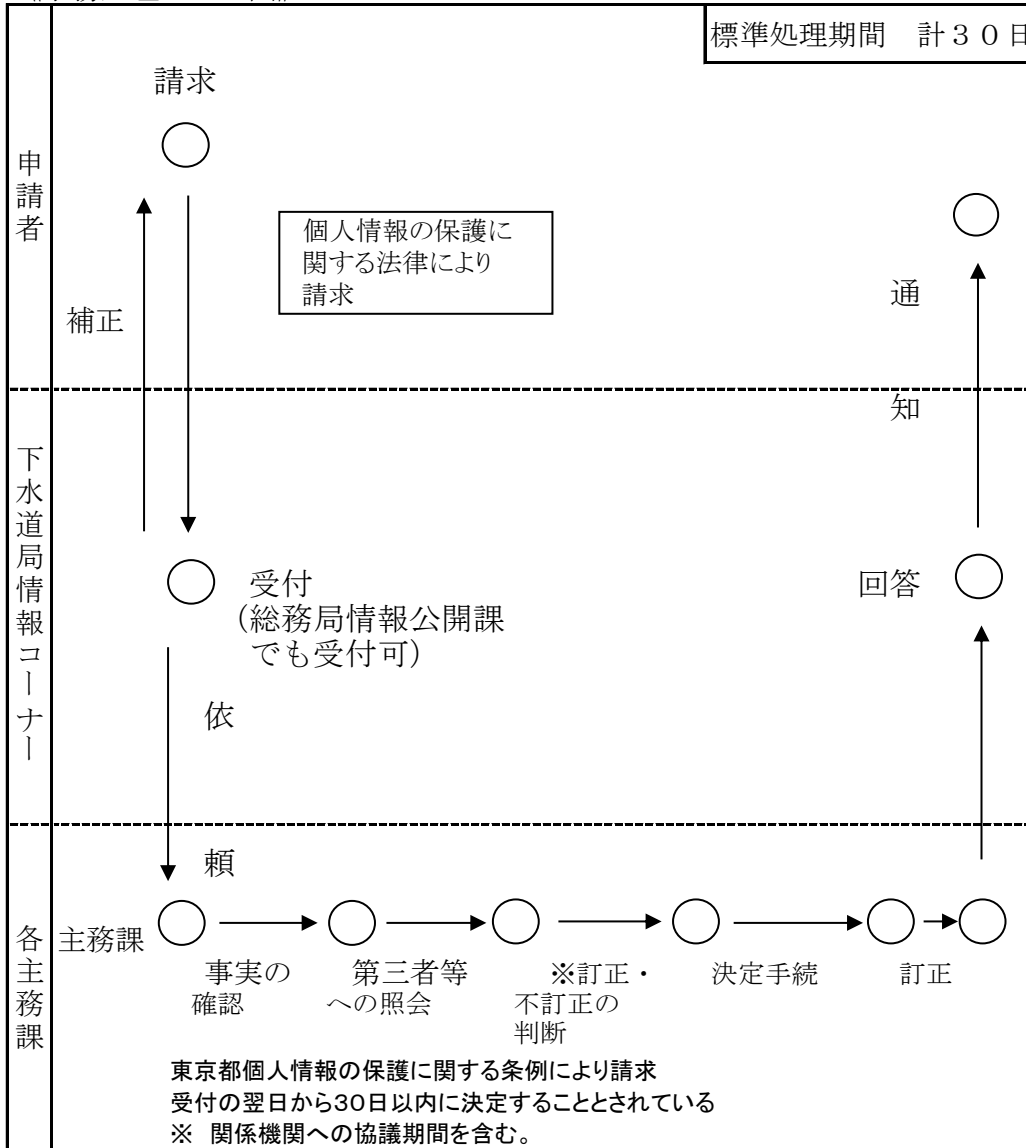 標準処理期間　計３０日
請求
申請者
個人情報の保護に
関する法律により
請求
補正
通
知
下水道局情報コーナー
受付
(総務局情報公開課
でも受付可)
回答
依
頼
各主務課
主務課
事実の
確認
第三者等
への照会
※訂正・
不訂正の
判断
決定手続
訂正
東京都個人情報の保護に関する条例により請求
受付の翌日から30日以内に決定することとされている
※　関係機関への協議期間を含む。